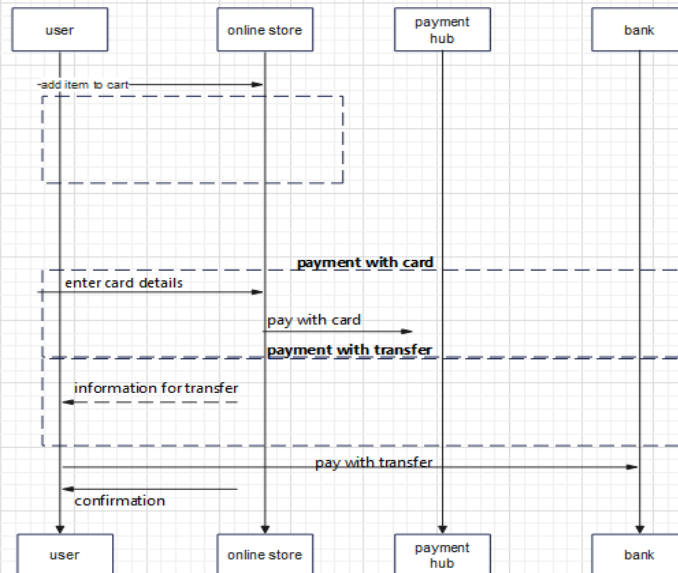 user
online store
payment
hub
bank
add item to cart
payment with card
enter card details
pay with card
payment with transfer
information for transfer
pay with transfer
confirmation
user
online store
payment
hub
bank